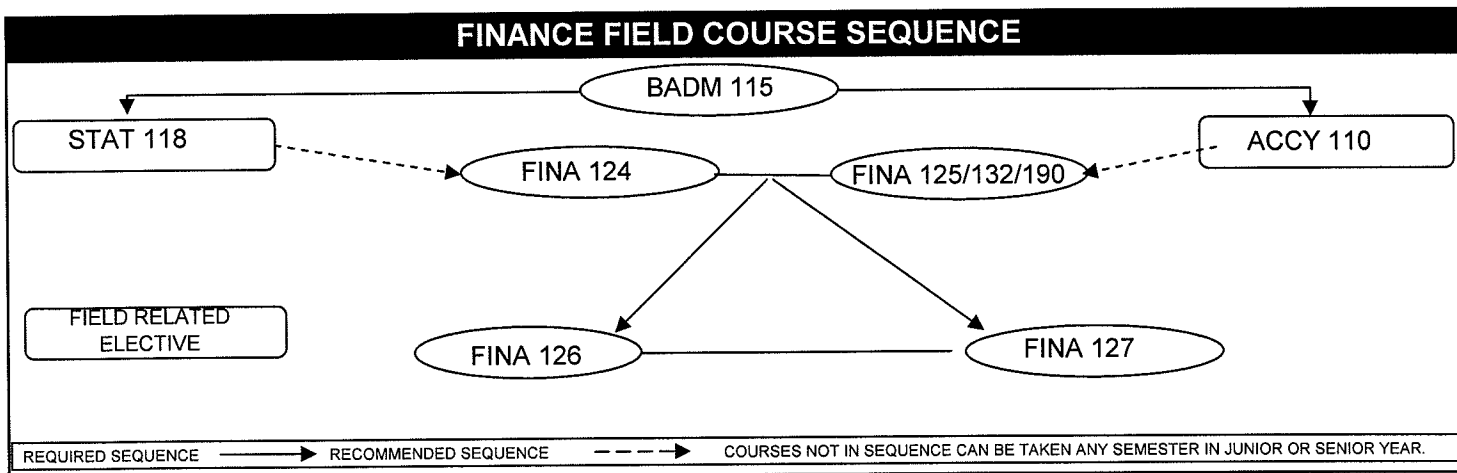 FINANCE FIELD COURSE SEQUENCE
BADM 115
STAT 118
ACCY 110
FINA 124
FINA 125/132/190
FIELD RELATED
ELECTIVE
FINA 126
FINA 127
REQUIRED SEQUENCE
RECOMMENDED SEQUENCE
COURSES NOT IN SEQUENCE CAN BE TAKEN ANY SEMESTER IN JUNIOR OR SENIOR YEAR.